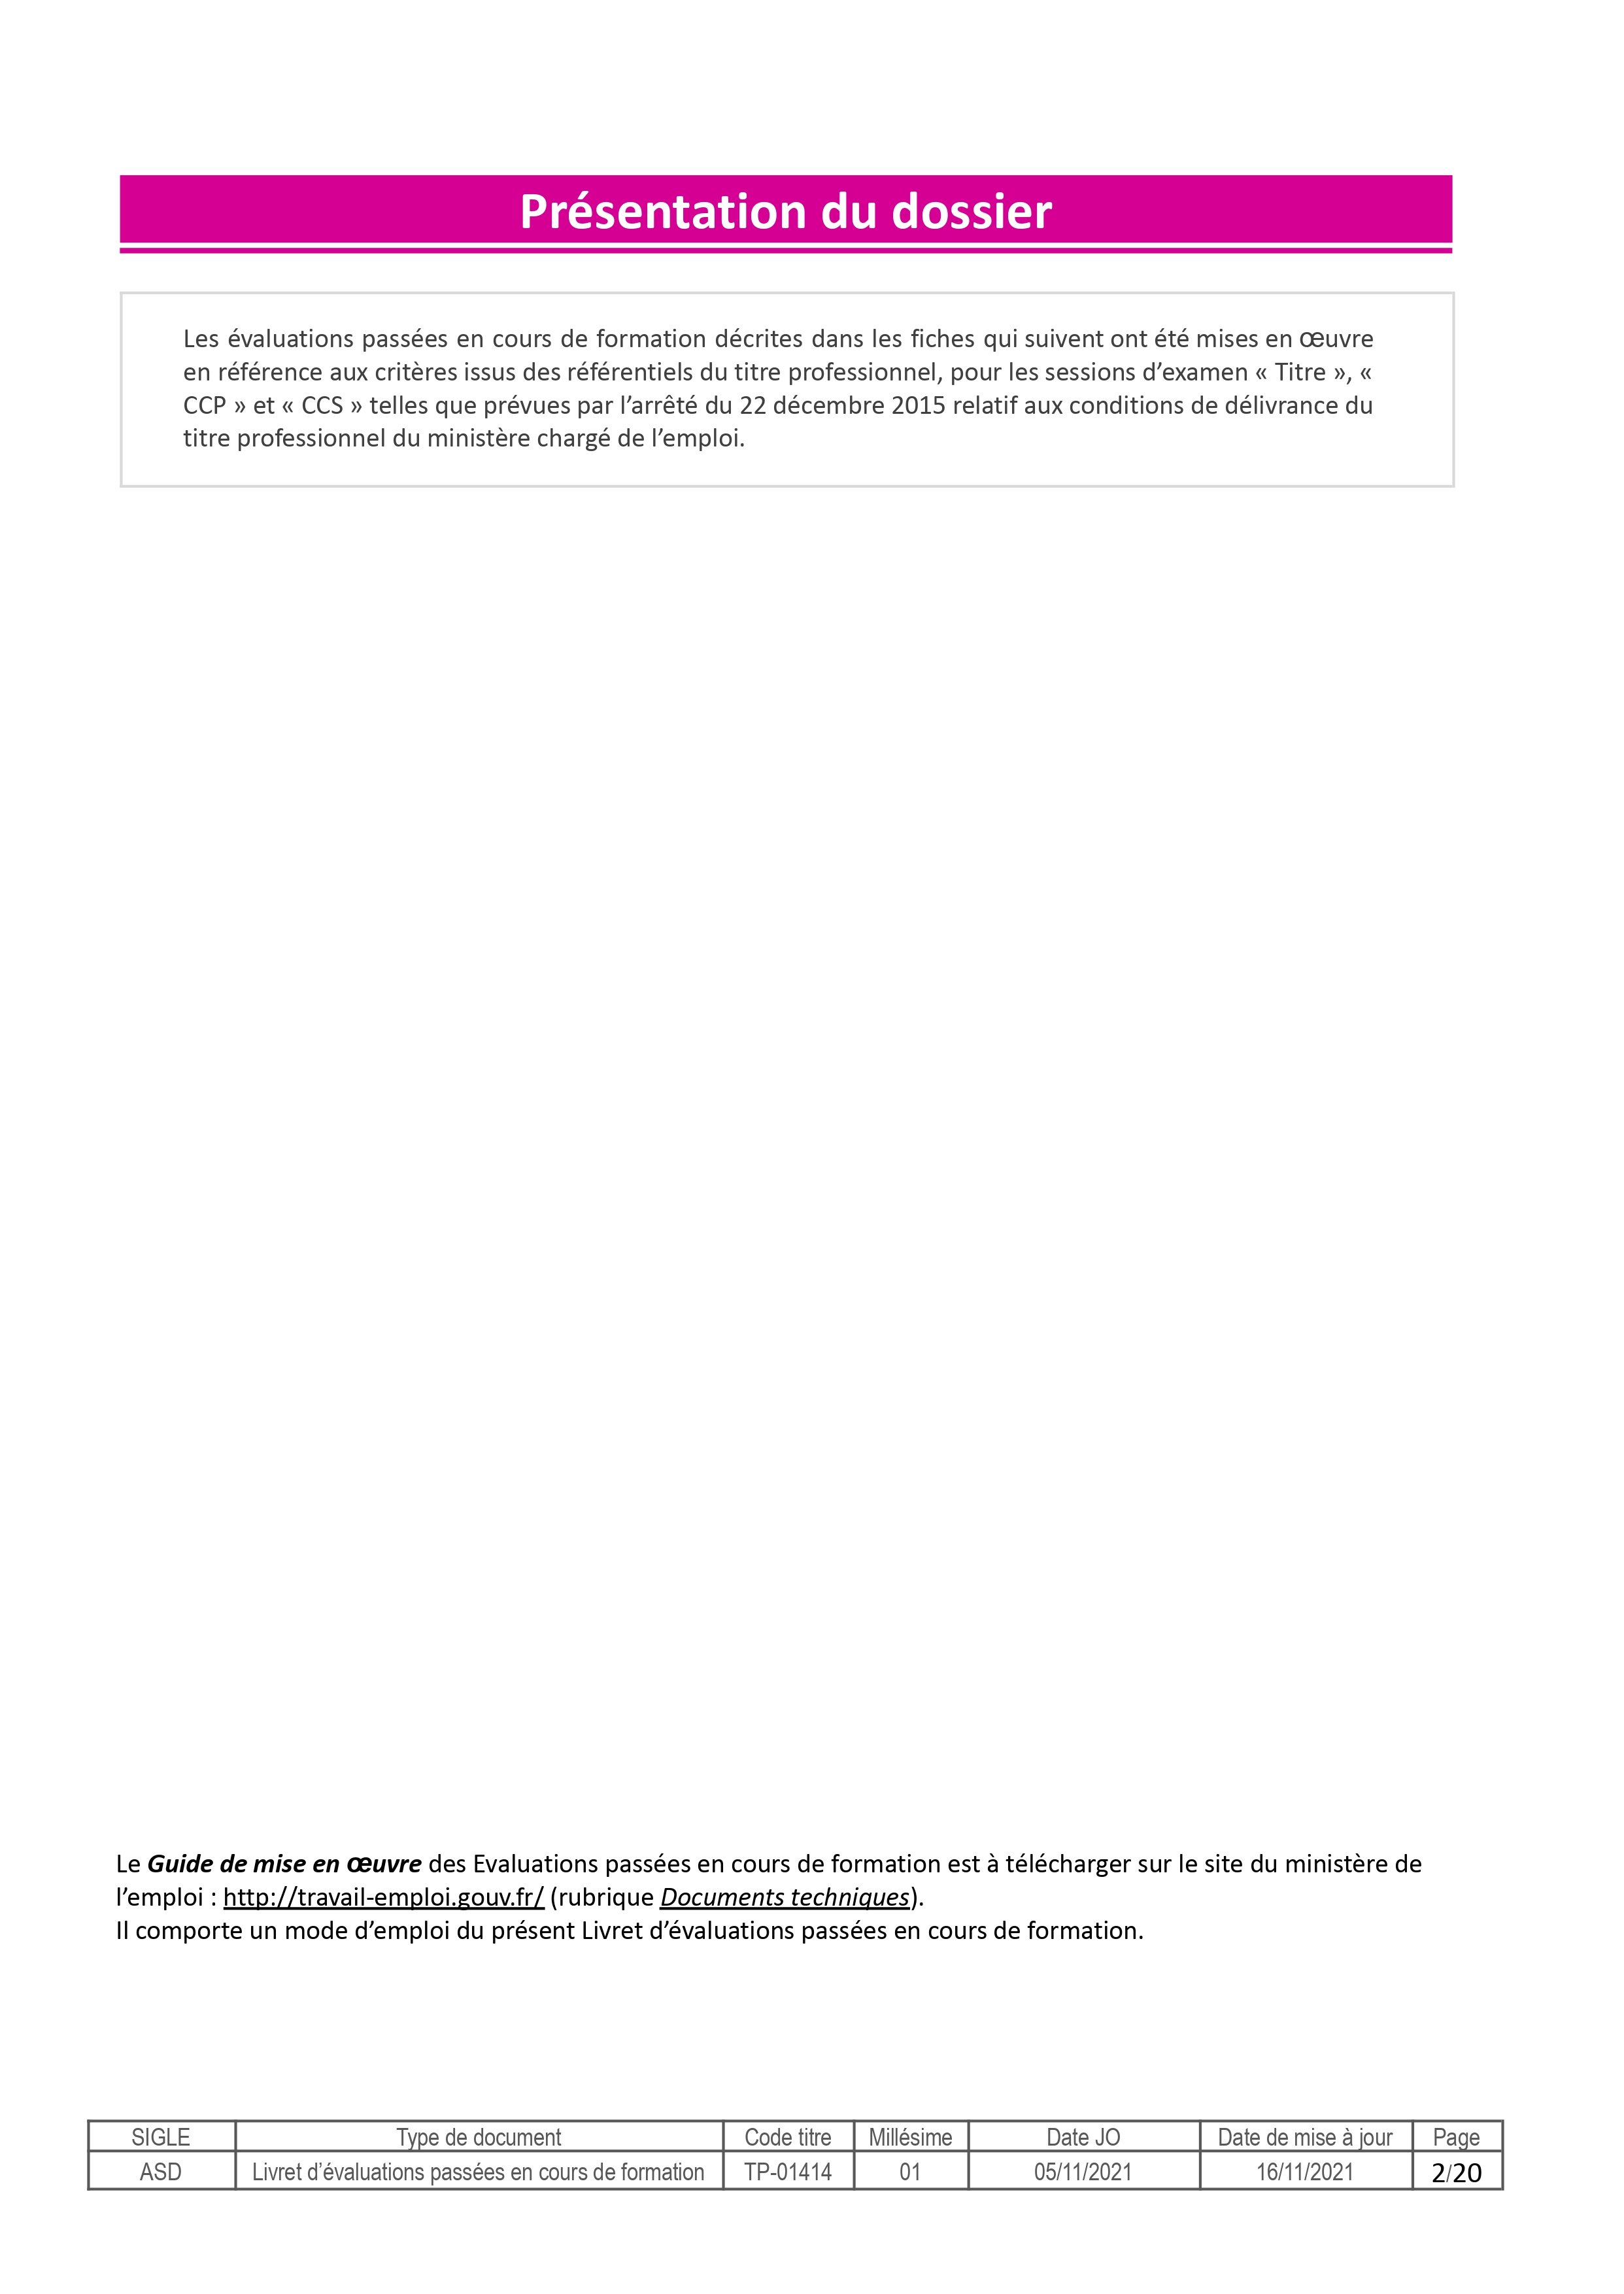 Présentation du dossier
Les évaluations passées en cours de formation décrites dans les fiches qui suivent ont été mises en œuvre
en référence aux critères issus des référentiels du titre professionnel, pour les sessions d’examen « Titre », «
CCP » et « CCS » telles que prévues par l’arrêté du 22 décembre 2015 relatif aux conditions de délivrance du
titre professionnel du ministère chargé de l’emploi.
Le Guide de mise en œuvre des Evaluations passées en cours de formation est à télécharger sur le site du ministère de
l’emploi : http://travail-emploi.gouv.fr/ (rubrique Documents techniques).
Il comporte un mode d’emploi du présent Livret d’évaluations passées en cours de formation.
SIGLE Type de document Code titre Millésime Date JO Date de mise à jour Page
ASD Livret d’évaluations passées en cours de formation TP-01414 01 05/11/2021 16/11/2021 2/20